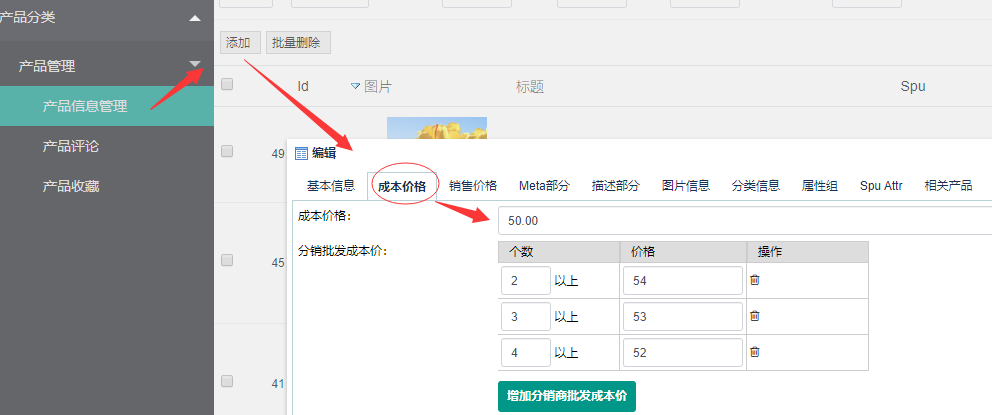 产品分类
产品管理
产品信息管理
产品评论
产品收藏
添加 批量删除
Id 图片 标题 Spu
49
45
41
编辑
基本信息 成本价格 销售价格 Meta部分 描述部分 图片信息 分类信息 属性组 Spu Attr 相关产品
成本价格： 50.00
分销批发成本价：
个数 价格 操作
2 以上 54
3 以上 53
4 以上 52
增加分销商批发成本价